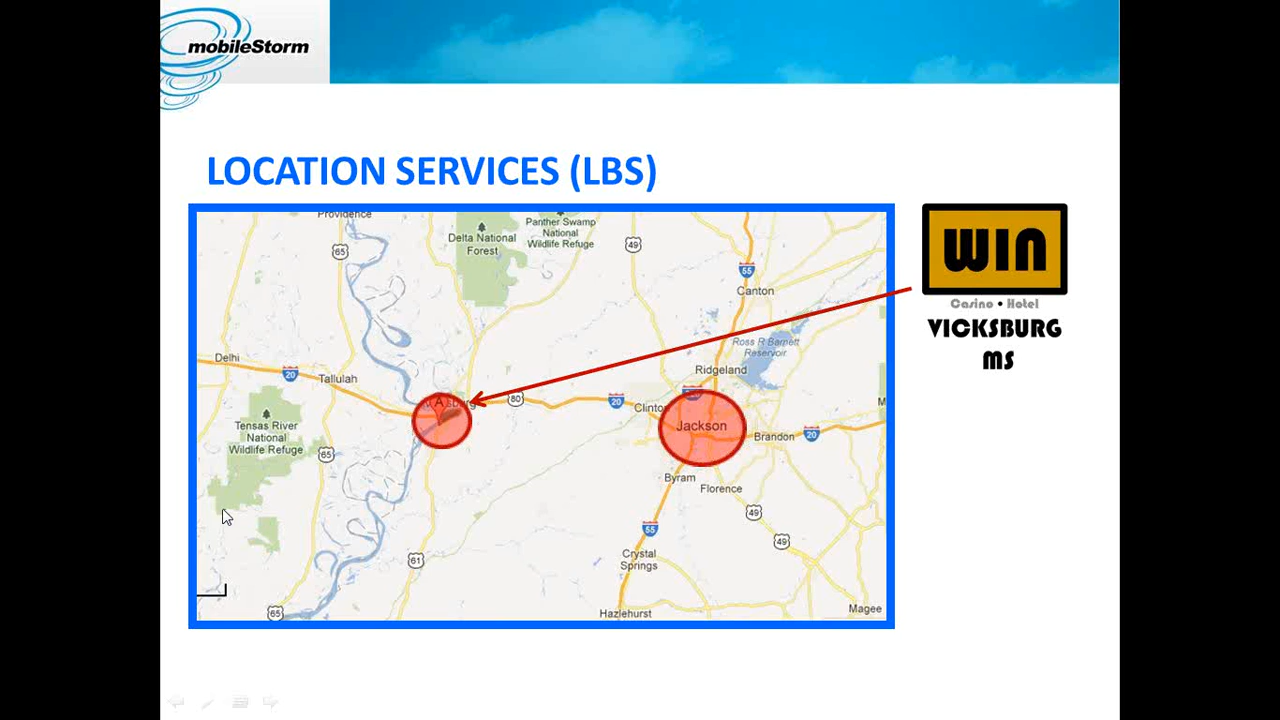 mobileStorm
LOCATION SERVICES (LBS)
Providence
65
Delta National
Forest
Panther Swamp
National
Wildlife Refuge
49
55
Canton
WIN
Casino • Hotel
VICKSBURG
MS
Ross R Barnett
Reservoir
Delhi
20
Tallulah
Ridgeland
A
80
20
Clinton
Jackson
Brandon
20
M
Tensas River
National
Wildlife Refuge
65
Byram
Florence
49
49
55
61
Crystal
Springs
65
Hazlehurst
Magee